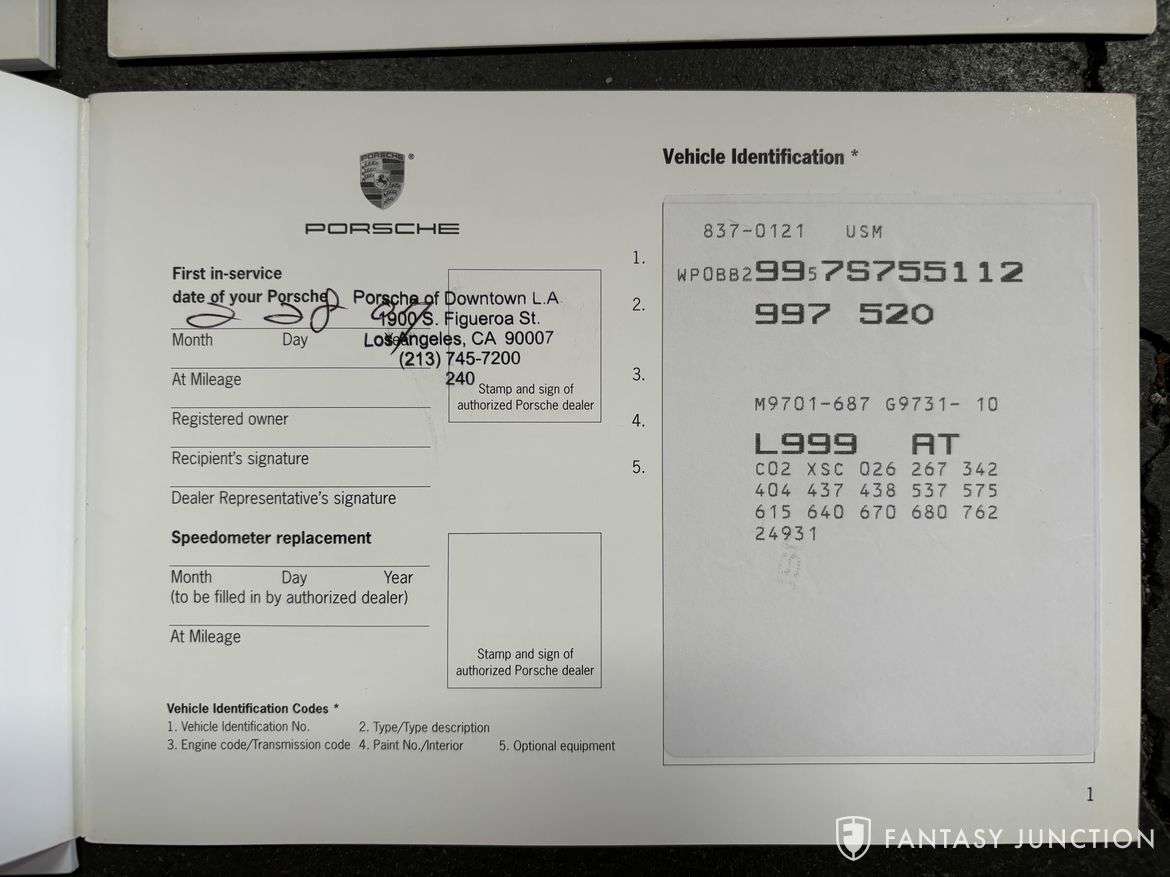 PORSCHE
PORSCHE
First in-service
date of your Porsche
2 28 07
Month Day Year
At Mileage
Registered owner
Recipient's signature
Dealer Representative's signature
Porsche of Downtown L.A
1900 S. Figueroa St.
Los Angeles, CA 90007
(213) 745-7200
240
Stamp and sign of
authorized Porsche dealer
Speedometer replacement
Month Day Year
(to be filled in by authorized dealer)
At Mileage
Stamp and sign of
authorized Porsche dealer
Vehicle Identification Codes *
1. Vehicle Identification No. 2. Type/Type description
3. Engine code/Transmission code 4. Paint No./Interior 5. Optional equipment
Vehicle Identification *
837-0121 USM
1. WP0BB29957S755112
2. 997 520
3. M9701-687 G9731- 10
4. L999 AT
5. C02 XSC 026 267 342
404 437 438 537 575
615 640 670 680 762
24931
1
FANTASY JUNCTION